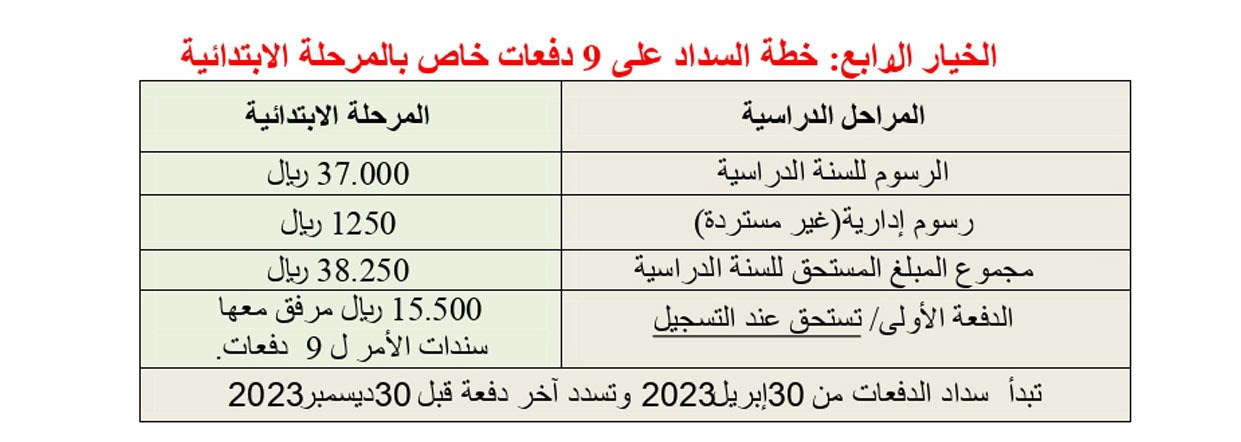 الخيار الرابع: خطة السداد على 9 دفعات خاص بالمرحلة الابتدائية
المراحل الدراسية المرحلة الابتدائية
الرسوم للسنة الدراسية 37.000 ريال
رسوم إدارية(غير مستردة) 1250 ريال
مجموع المبلغ المستحق للسنة الدراسية 38.250 ريال
الدفعة الأولى/ تستحق عند التسجيل 15.500 ريال مرفق معها
سندات الأمر ل 9 دفعات.
تبدأ سداد الدفعات من 30إبريل2023 وتسدد آخر دفعة قبل 30ديسمبر2023